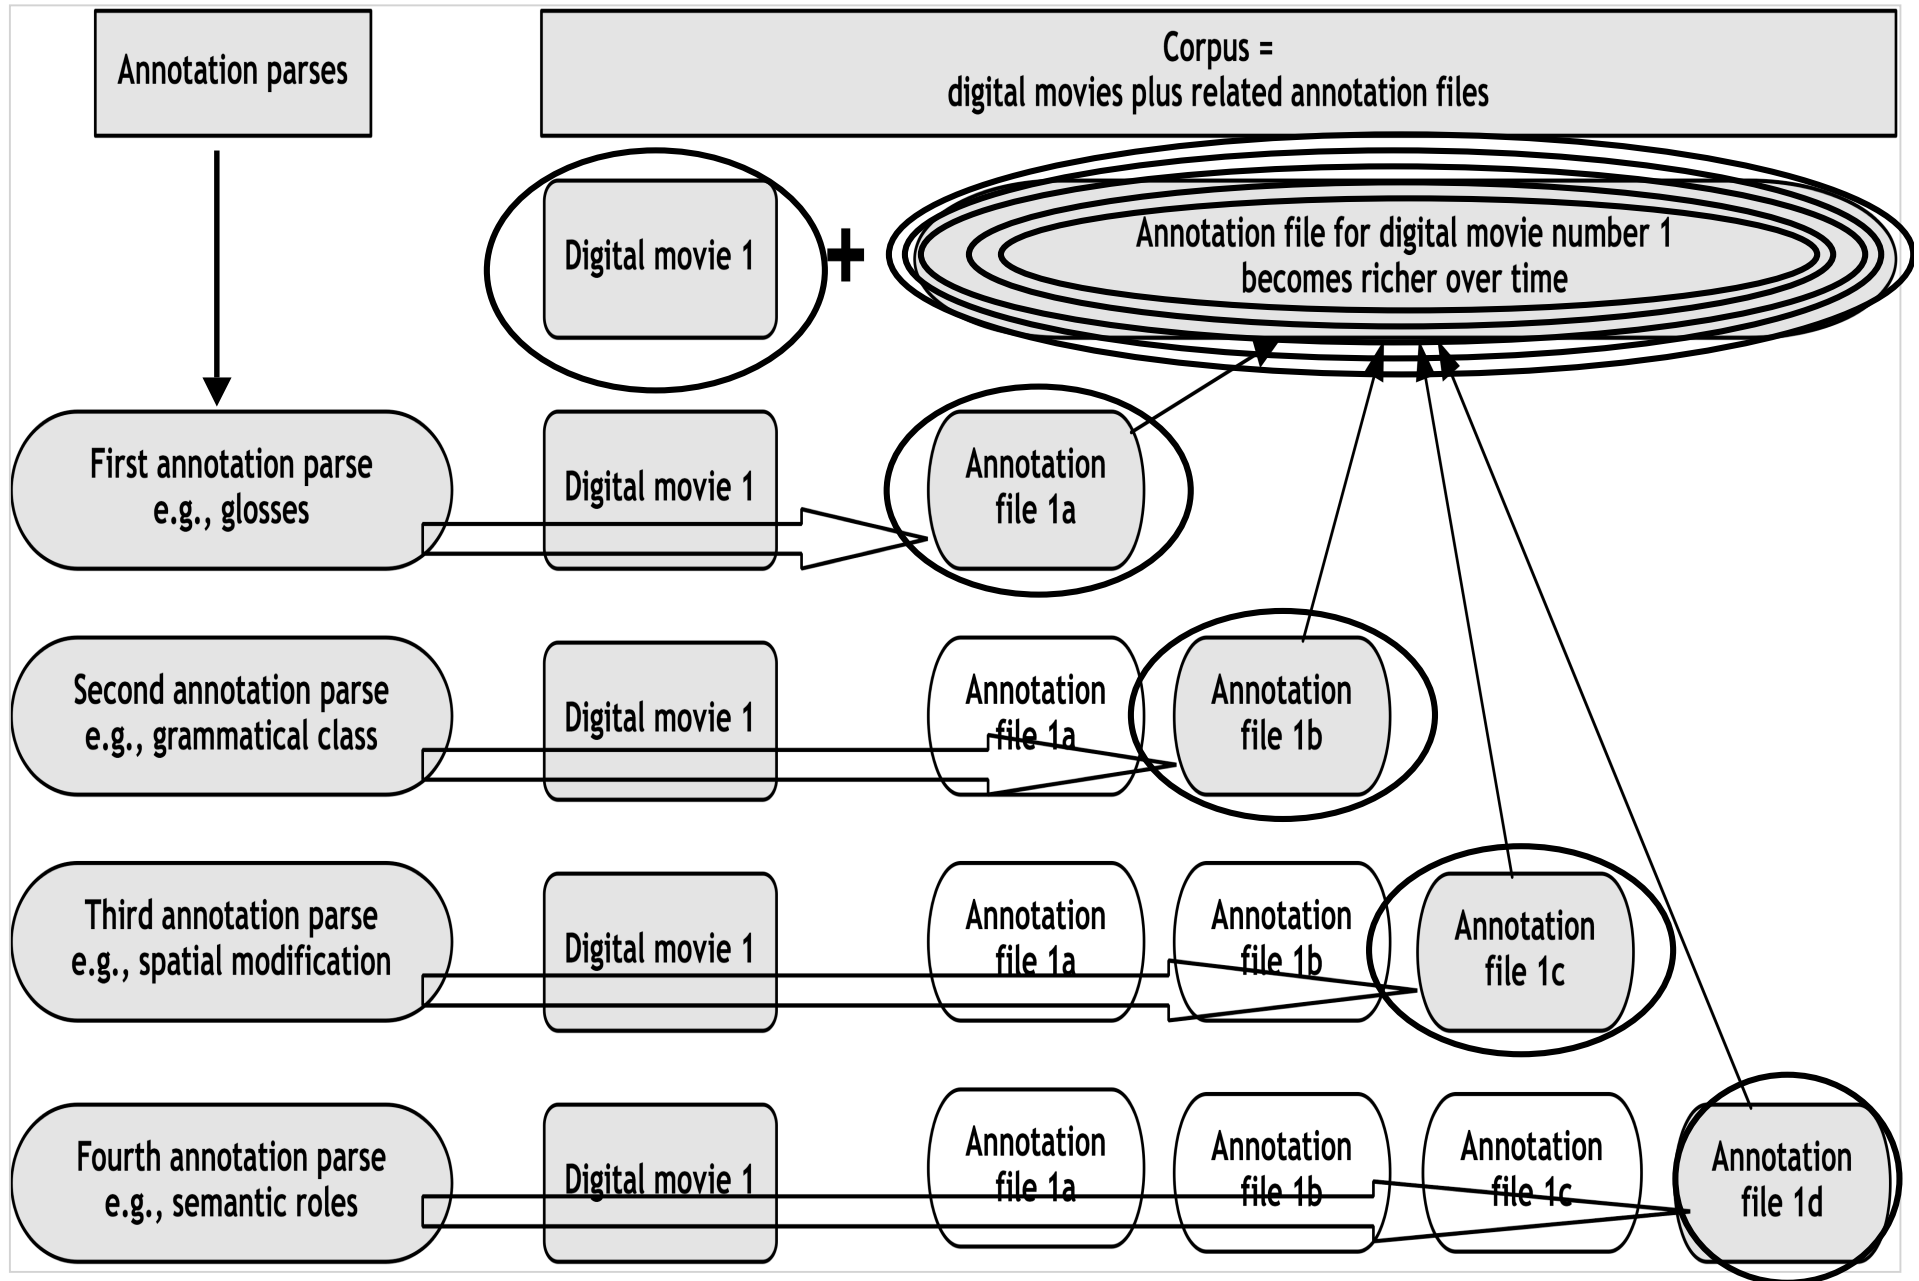 Annotation parses
Corpus =
digital movies plus related annotation files
Digital movie 1
+
Annotation file for digital movie number 1
becomes richer over time
First annotation parse
e.g., glosses
Digital movie 1
Annotation
file 1a
Second annotation parse
e.g., grammatical class
Digital movie 1
Annotation
file 1a
Annotation
file 1b
Third annotation parse
e.g., spatial modification
Digital movie 1
Annotation
file 1a
Annotation
file 1b
Annotation
file 1c
Fourth annotation parse
e.g., semantic roles
Digital movie 1
Annotation
file 1a
Annotation
file 1b
Annotation
file 1c
Annotation
file 1d